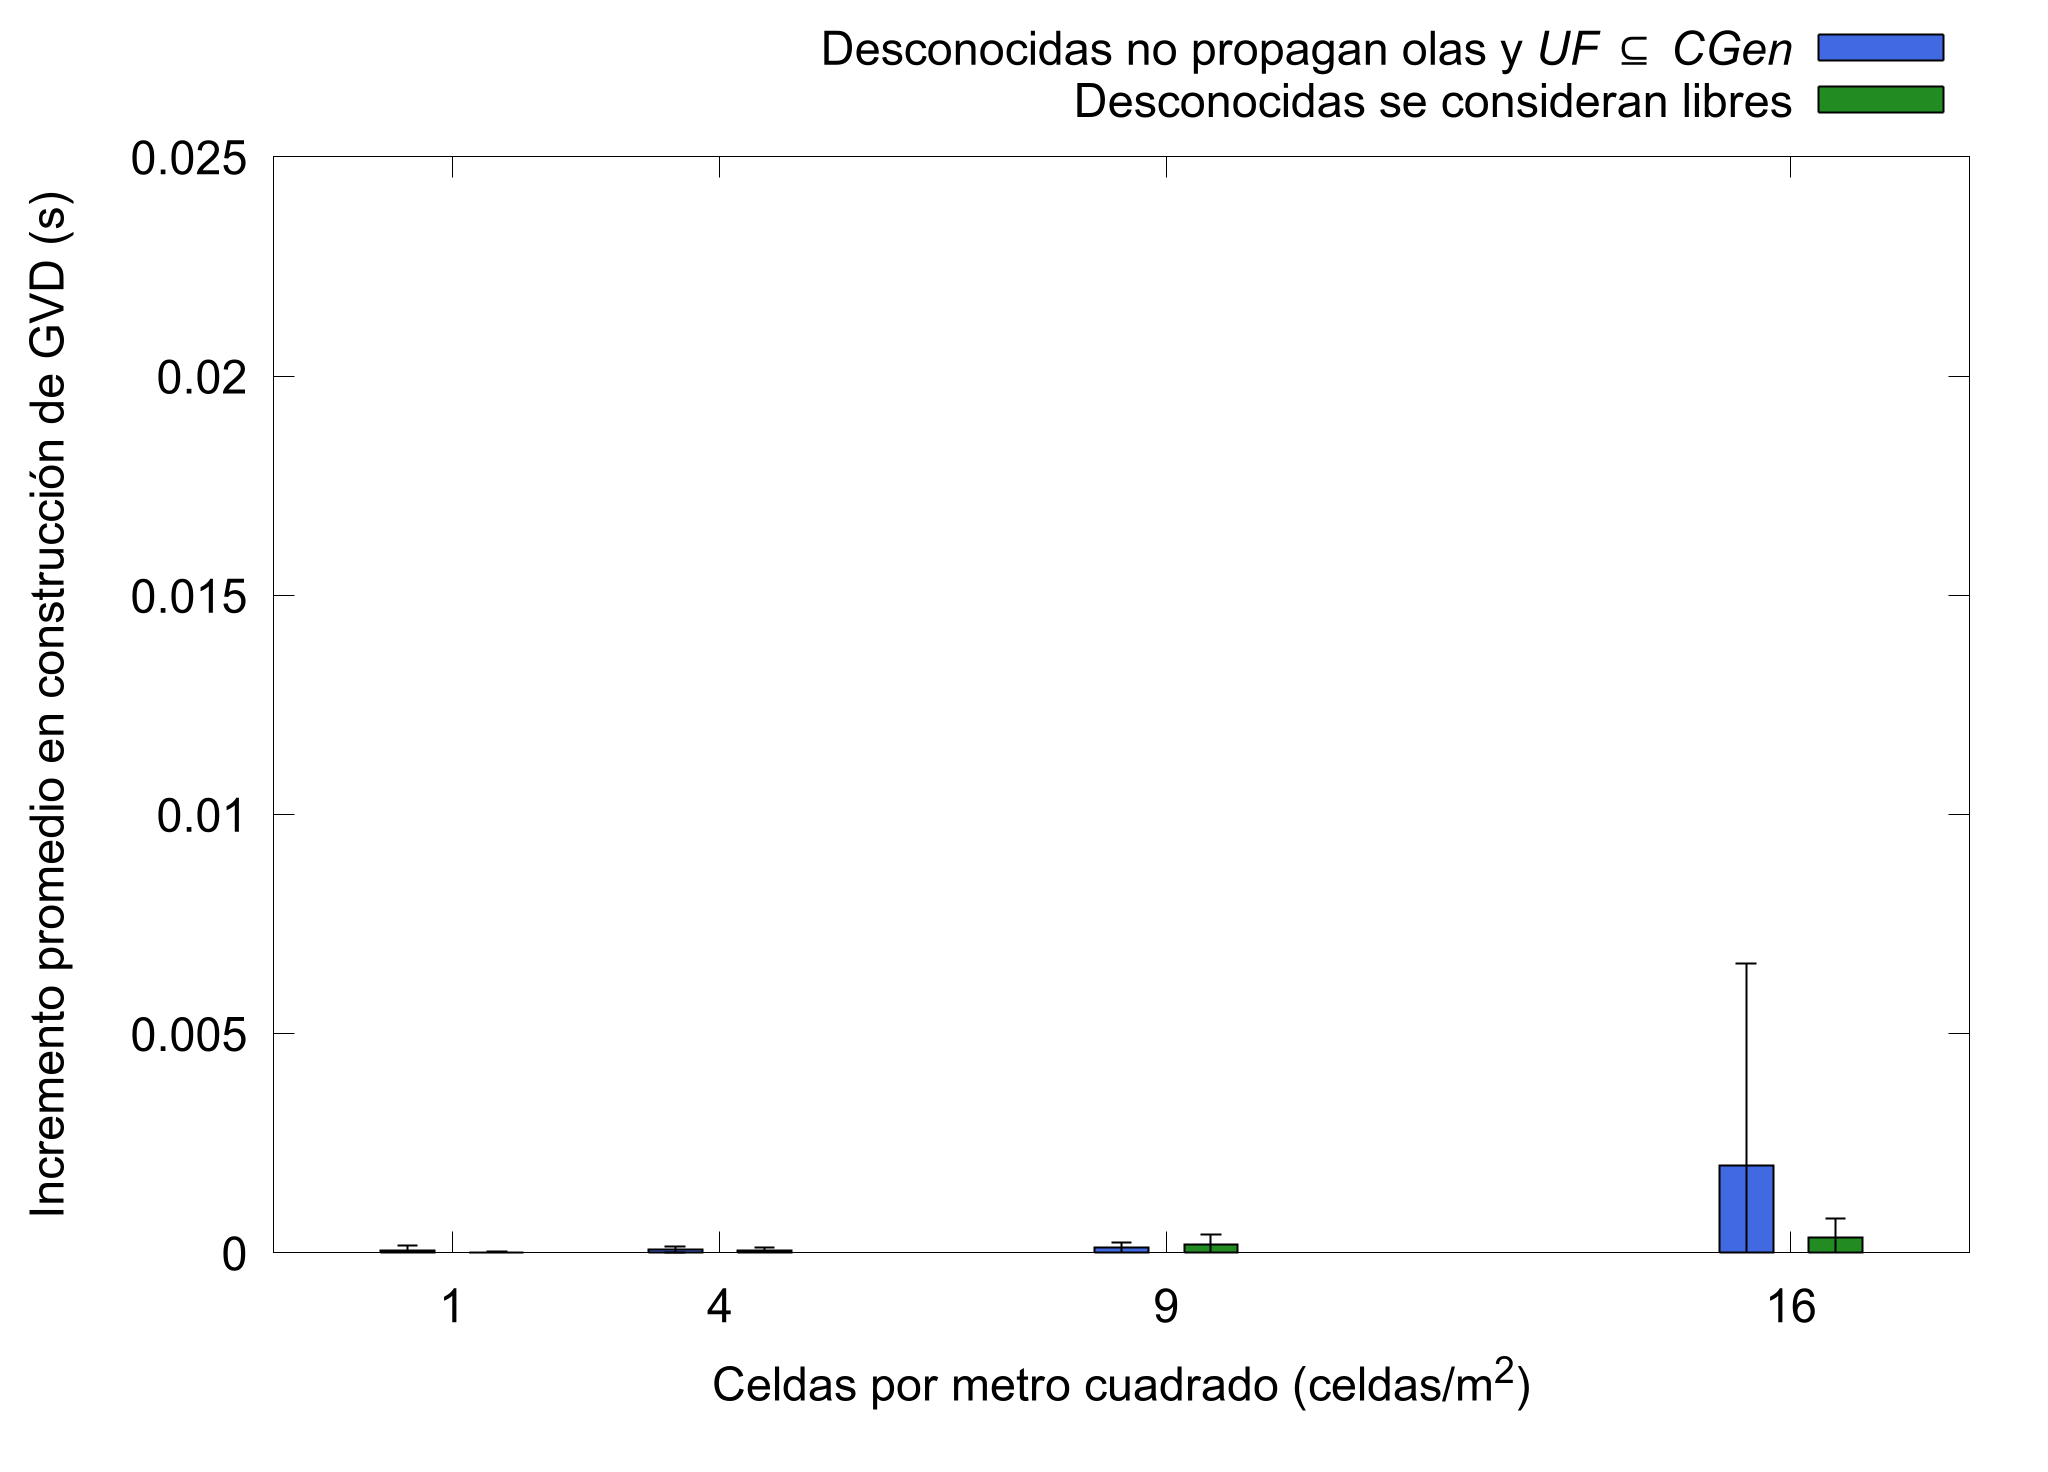 Desconocidas no propagan olas y UF ⊆ CGen
Desconocidas se consideran libres
Incremento promedio en construcción de GVD (s)
0.025
0.02
0.015
0.01
0.005
0
1 4 9 16
Celdas por metro cuadrado (celdas/m²)